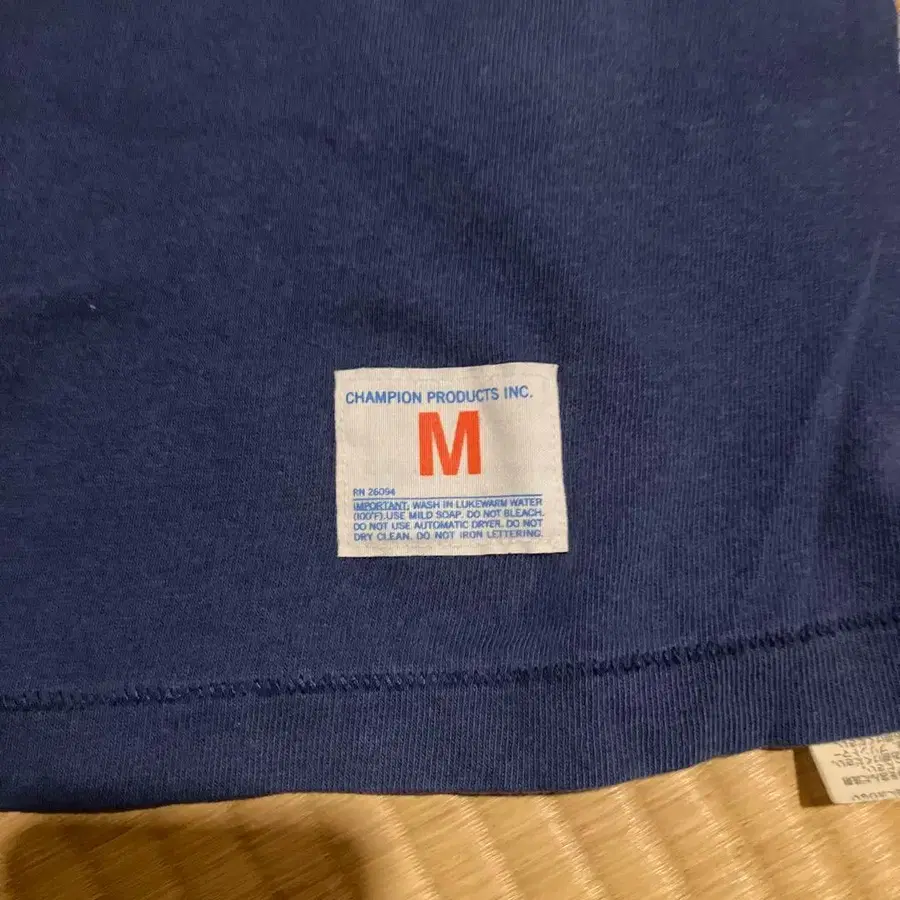 CHAMPION PRODUCTS INC.
M
RN 26094
IMPORTANT: WASH IN LUKEWARM WATER
(100°F). USE MILD SOAP. DO NOT BLEACH.
DO NOT USE AUTOMATIC DRYER. DO NOT
DRY CLEAN. DO NOT IRON LETTERING.